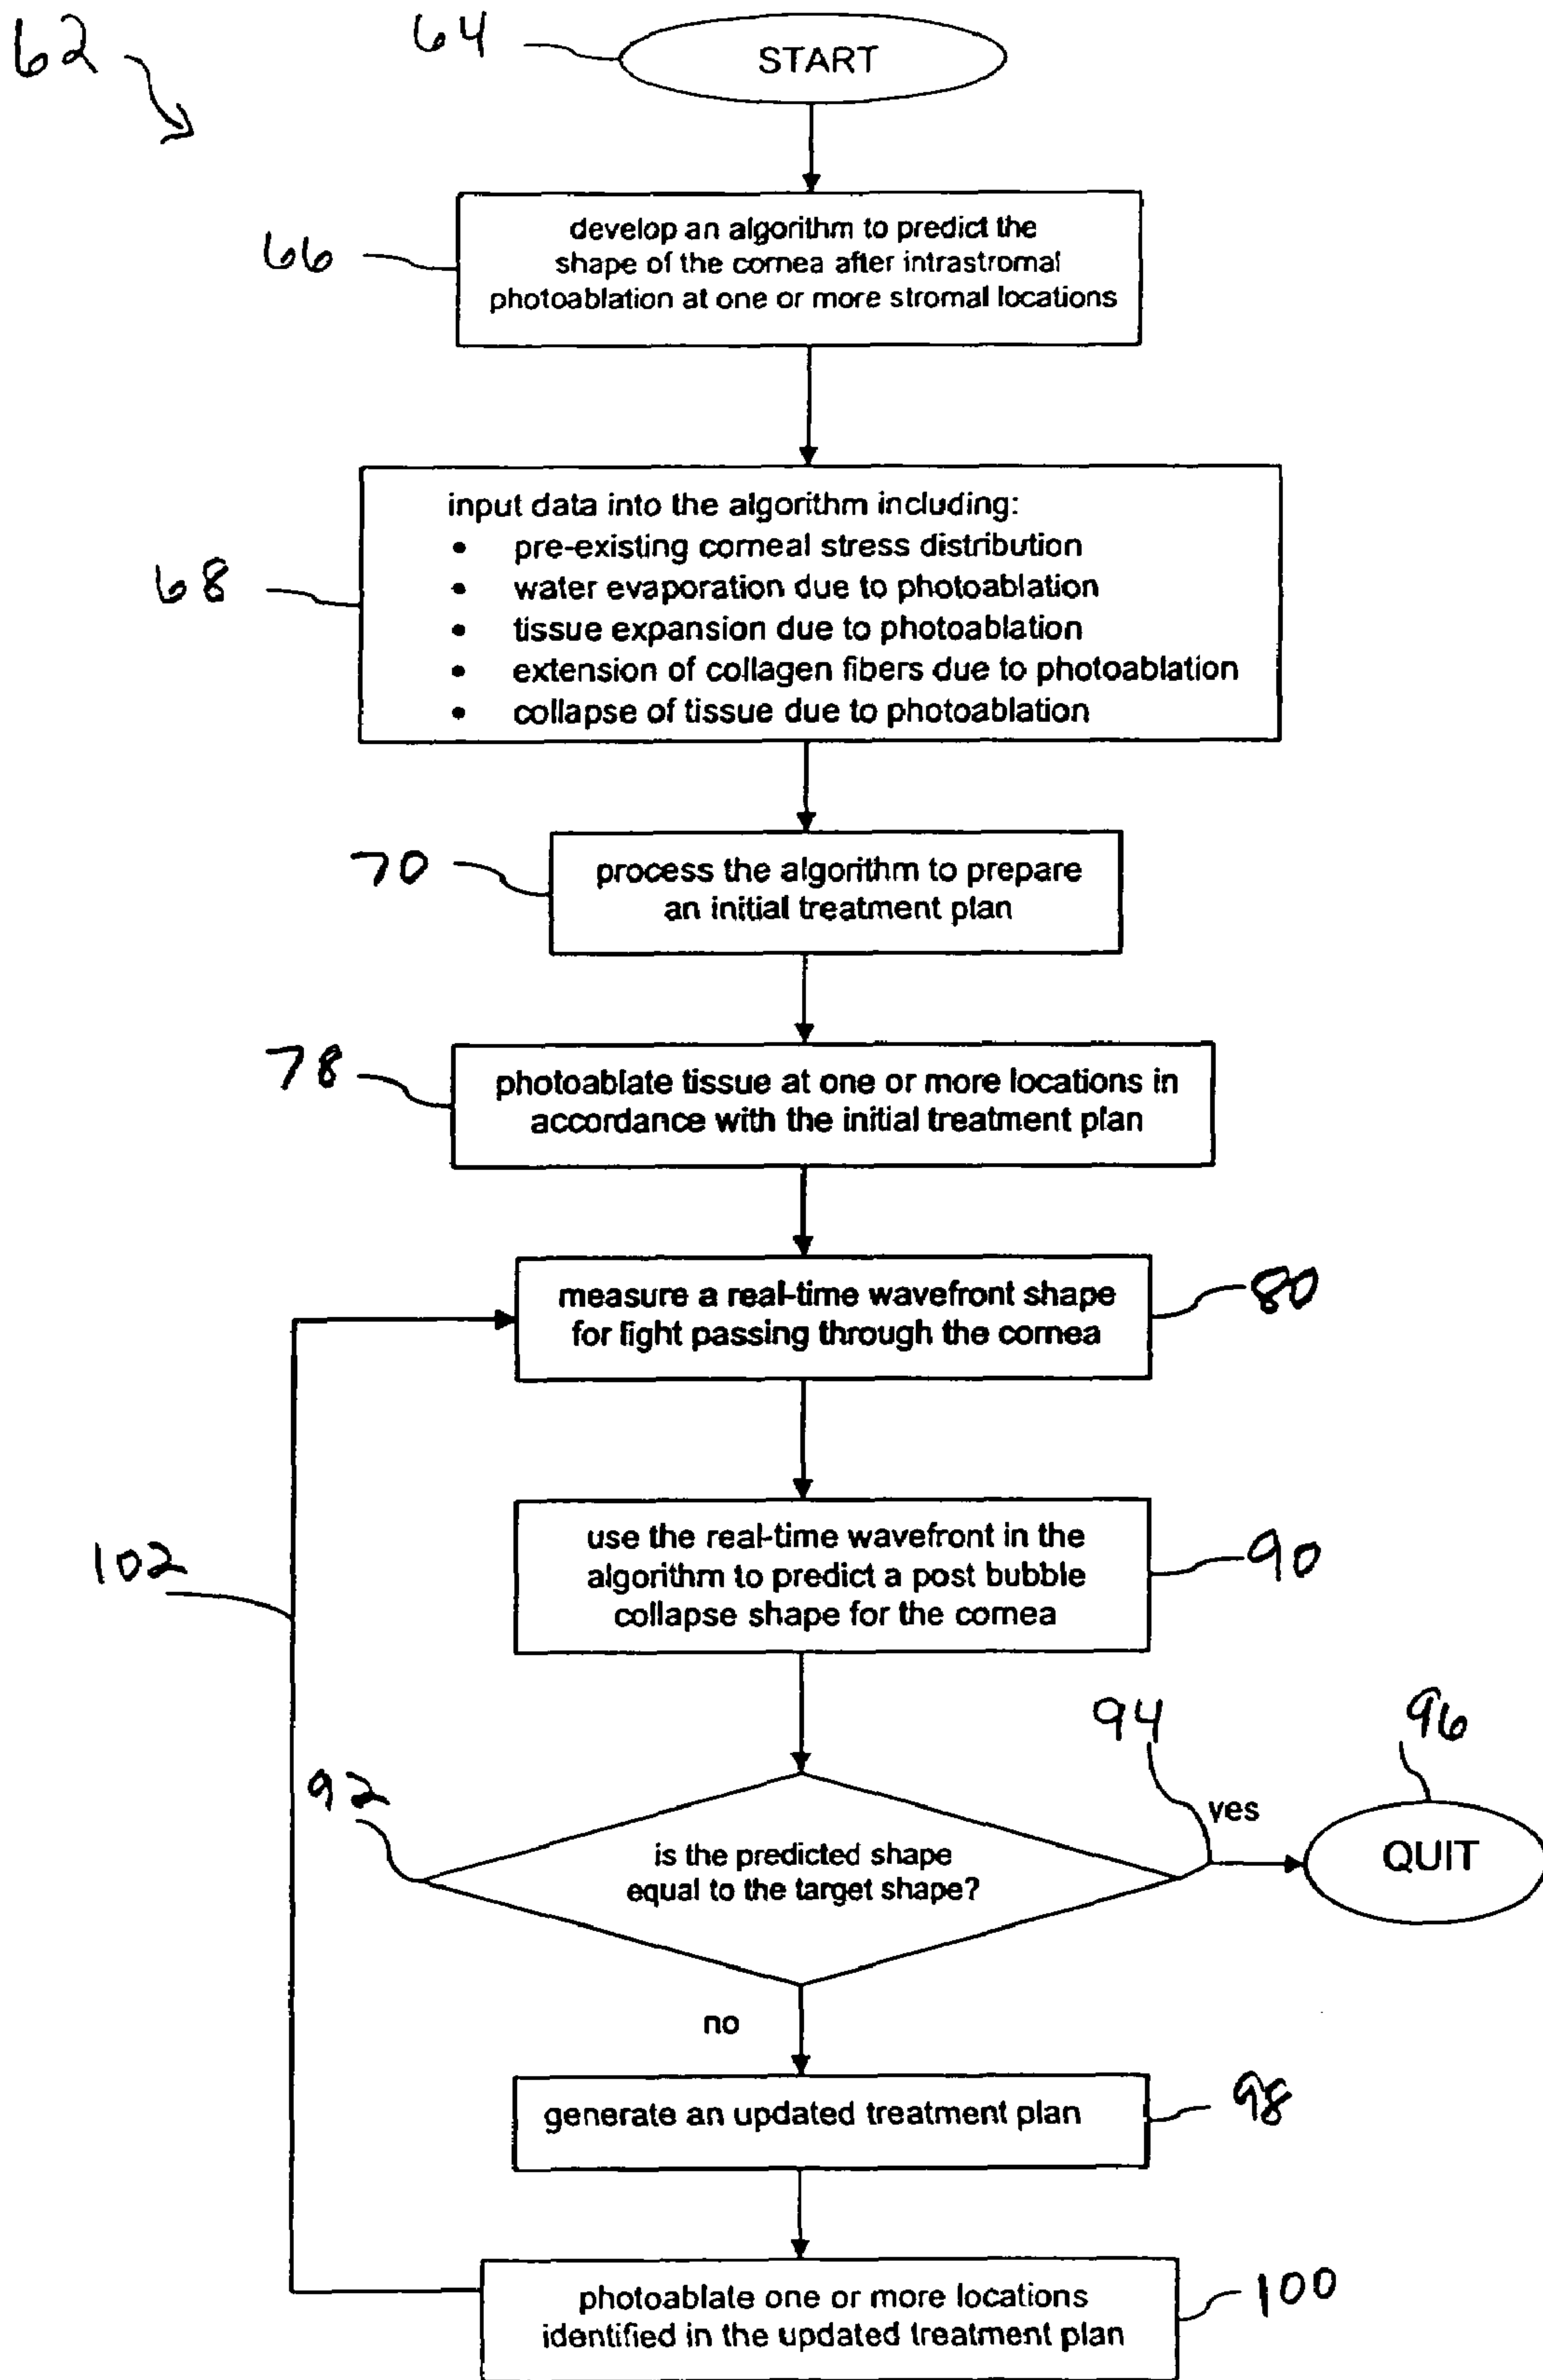 62
64
START
66
develop an algorithm to predict the
shape of the cornea after intrastromal
photoablation at one or more stromal locations
68
input data into the algorithm including:
• pre-existing corneal stress distribution
• water evaporation due to photoablation
• tissue expansion due to photoablation
• extension of collagen fibers due to photoablation
• collapse of tissue due to photoablation
70
process the algorithm to prepare
an initial treatment plan
78
photoablate tissue at one or more locations in
accordance with the initial treatment plan
measure a real-time wavefront shape
for light passing through the cornea
80
102
use the real-time wavefront in the
algorithm to predict a post bubble
collapse shape for the cornea
90
92
is the predicted shape
equal to the target shape?
94
yes
96
QUIT
no
generate an updated treatment plan
98
photoablate one or more locations
identified in the updated treatment plan
100